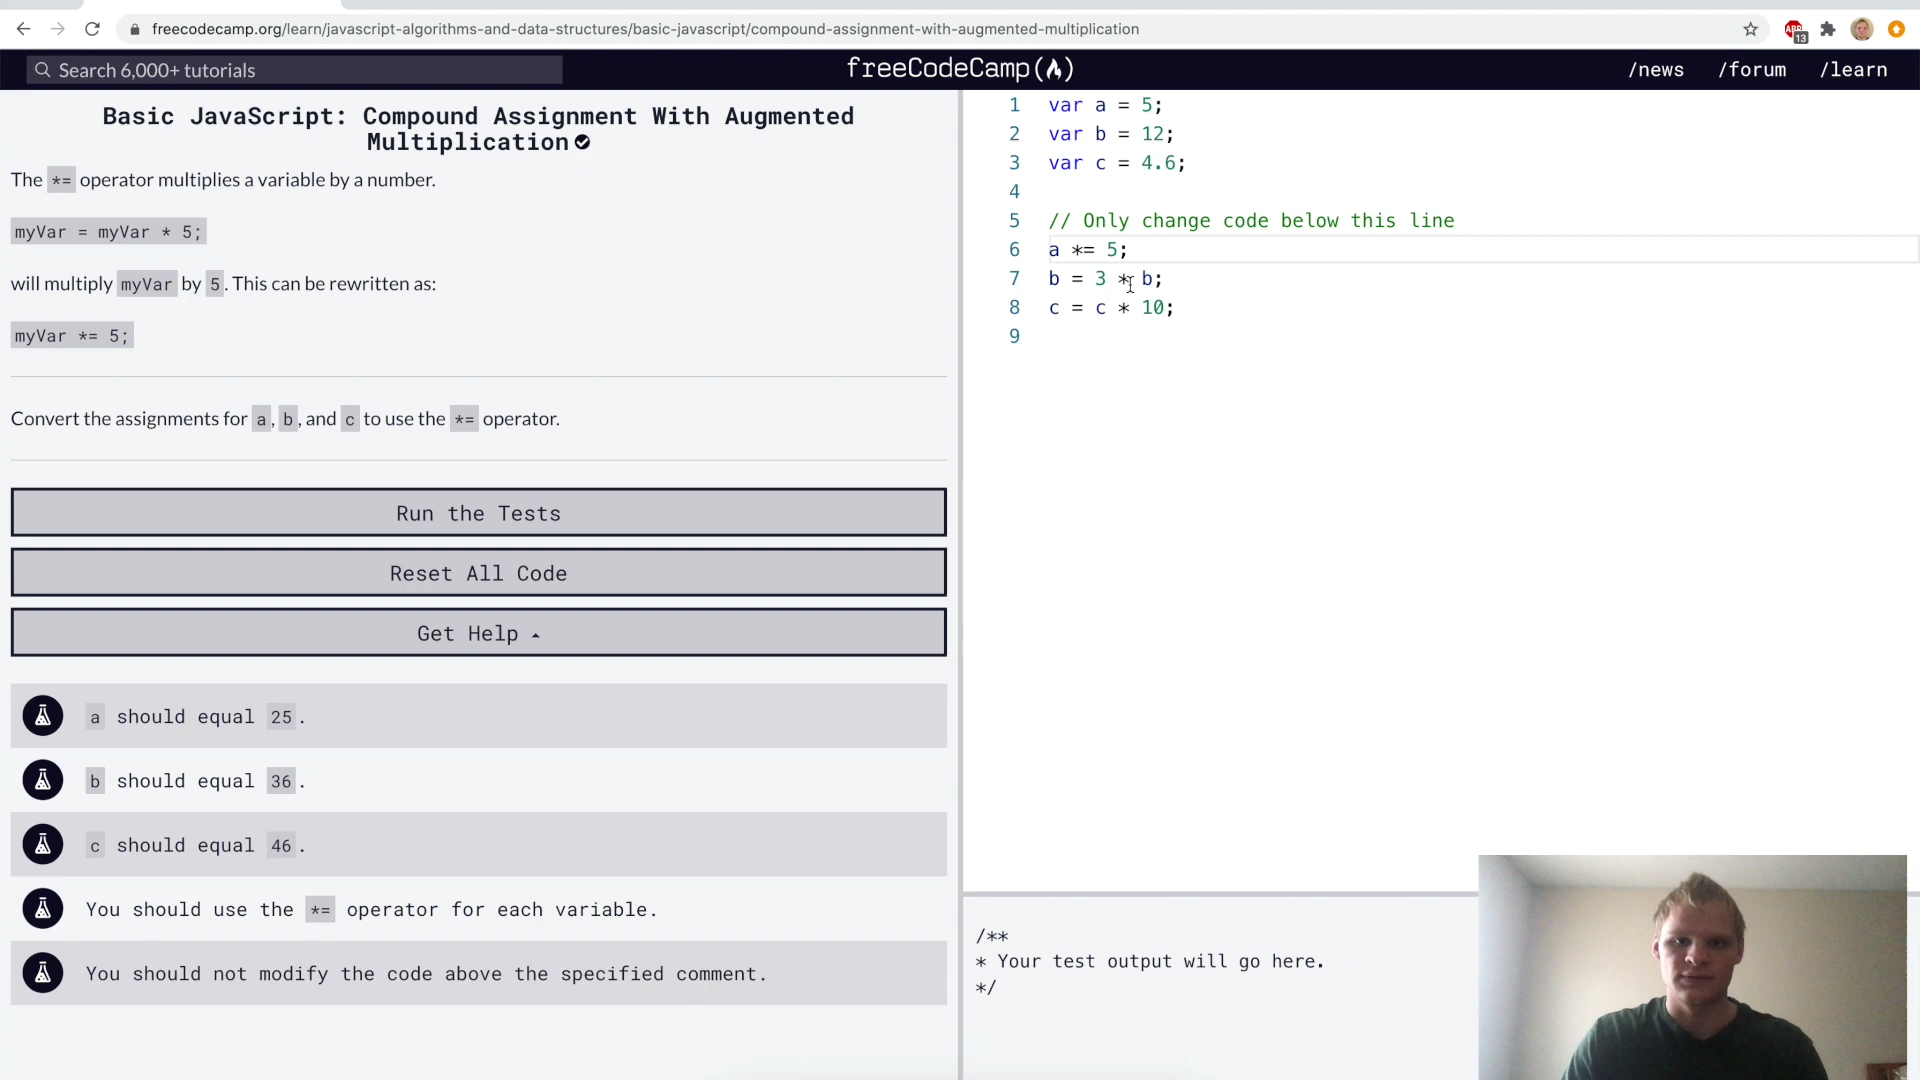 freecodecamp.org/learn/javascript-algorithms-and-data-structures/basic-javascript/compound-assignment-with-augmented-multiplication
ABP
13
Search 6,000+ tutorials
freeCodeCamp(🔥)
/news
/forum
/learn
Basic JavaScript: Compound Assignment With Augmented
Multiplication
The *= operator multiplies a variable by a number.
myVar = myVar * 5;
will multiply myVar by 5. This can be rewritten as:
myVar *= 5;
Convert the assignments for a, b, and c to use the *= operator.
Run the Tests
Reset All Code
Get Help
a should equal 25.
b should equal 36.
c should equal 46.
You should use the *= operator for each variable.
You should not modify the code above the specified comment.
1 var a = 5;
2 var b = 12;
3 var c = 4.6;
4
5 // Only change code below this line
6 a *= 5;
7 b = 3 * b;
8 c = c * 10;
9
/**
* Your test output will go here.
*/